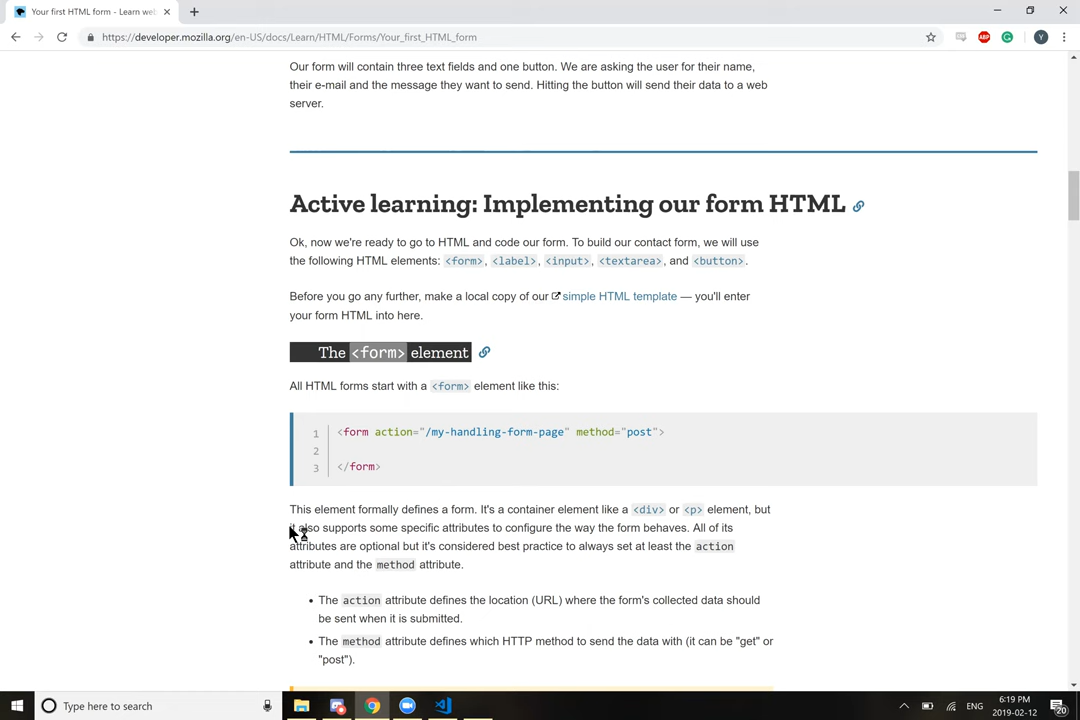 Your first HTML form - Learn we
https://developer.mozilla.org/en-US/docs/Learn/HTML/Forms/Your_first_HTML_form
ABP
G
Y
Our form will contain three text fields and one button. We are asking the user for their name,
their e-mail and the message they want to send. Hitting the button will send their data to a web
server.
Active learning: Implementing our form HTML
Ok, now we're ready to go to HTML and code our form. To build our contact form, we will use
the following HTML elements: <form>, <label>, <input>, <textarea>, and <button>.
Before you go any further, make a local copy of our simple HTML template — you'll enter
your form HTML into here.
The <form> element
All HTML forms start with a <form> element like this:
1 <form action="/my-handling-form-page" method="post">
2
3 </form>
This element formally defines a form. It's a container element like a <div> or <p> element, but
it also supports some specific attributes to configure the way the form behaves. All of its
attributes are optional but it's considered best practice to always set at least the action
attribute and the method attribute.
• The action attribute defines the location (URL) where the form's collected data should
be sent when it is submitted.
• The method attribute defines which HTTP method to send the data with (it can be "get" or
"post").
Type here to search
ENG
6:19 PM
2019-02-12
20